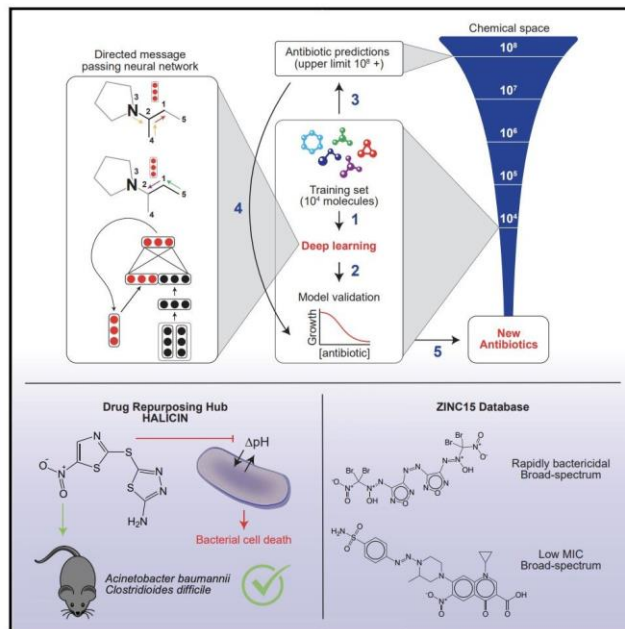 Directed message
passing neural network
3
N
2
1
5
4
3
N
2
1
5
4
Antibiotic predictions
(upper limit 10⁸ +)
3
4
Training set
(10⁴ molecules)
1
Deep learning
2
Model validation
Growth
[antibiotic]
5
Chemical space
10⁸
10⁷
10⁶
10⁵
10⁴
New
Antibiotics
Drug Repurposing Hub
HALICIN
N
S
S
N
N
S
NH₂
O⁻
N⁺
O
ΔpH
Bacterial cell death
Acinetobacter baumannii
Clostridioides difficile
ZINC15 Database
Rapidly bactericidal
Broad-spectrum
Low MIC
Broad-spectrum